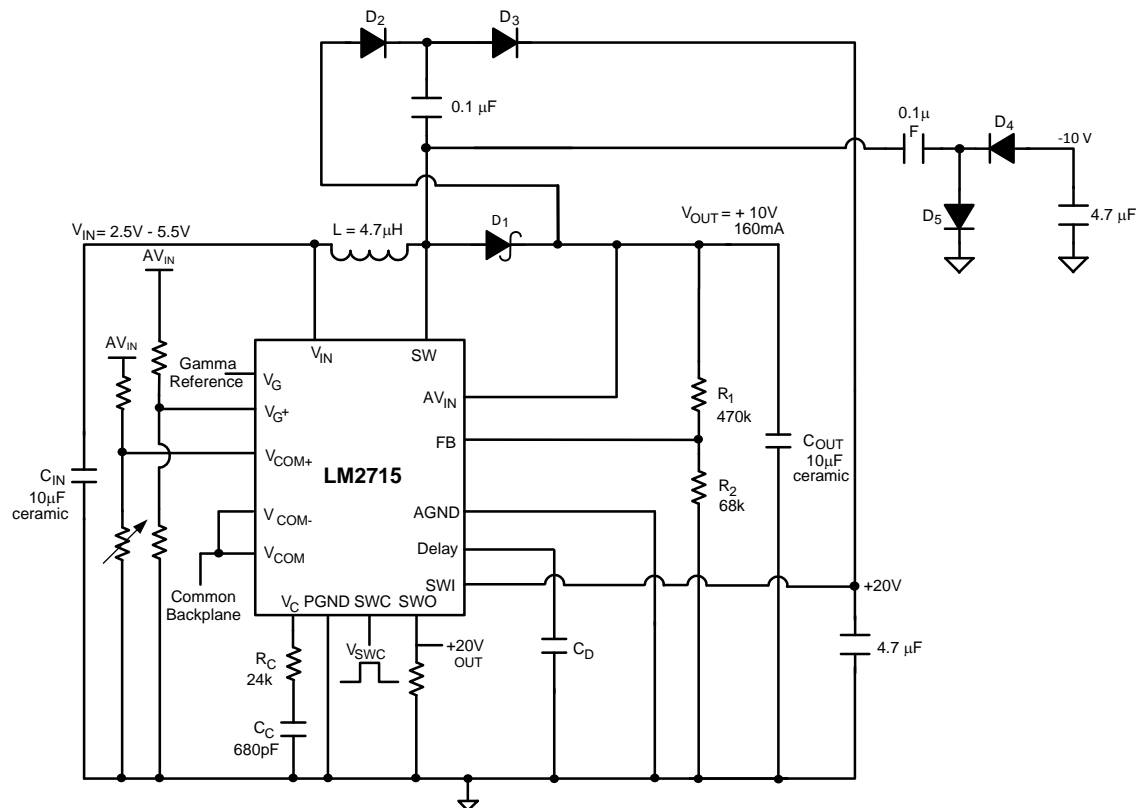 D2
D3
0.1 μF
0.1μ
F
D4
-10 V
D5
4.7 μF
VIN= 2.5V - 5.5V
L = 4.7μH
D1
VOUT = + 10V
160mA
AVIN
AVIN
Gamma
Reference
VIN
SW
VG
VG+
VCOM+
VCOM-
VCOM
LM2715
AVIN
FB
AGND
Delay
SWI
VC
PGND
SWC
SWO
R1
470k
R2
68k
COUT
10μF
ceramic
CIN
10μF
ceramic
Common
Backplane
+20V
4.7 μF
RC
24k
CC
680pF
VSWC
+20V
OUT
CD